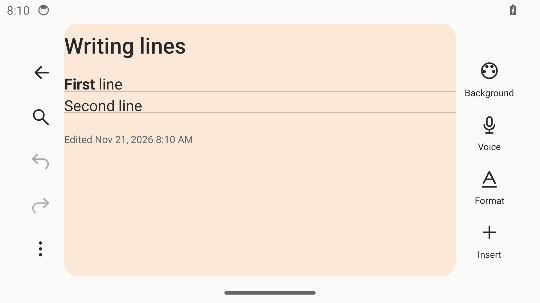 8:10
Writing lines
First line
Second line
Edited Nov 21, 2026 8:10 AM
Background
Voice
Format
Insert